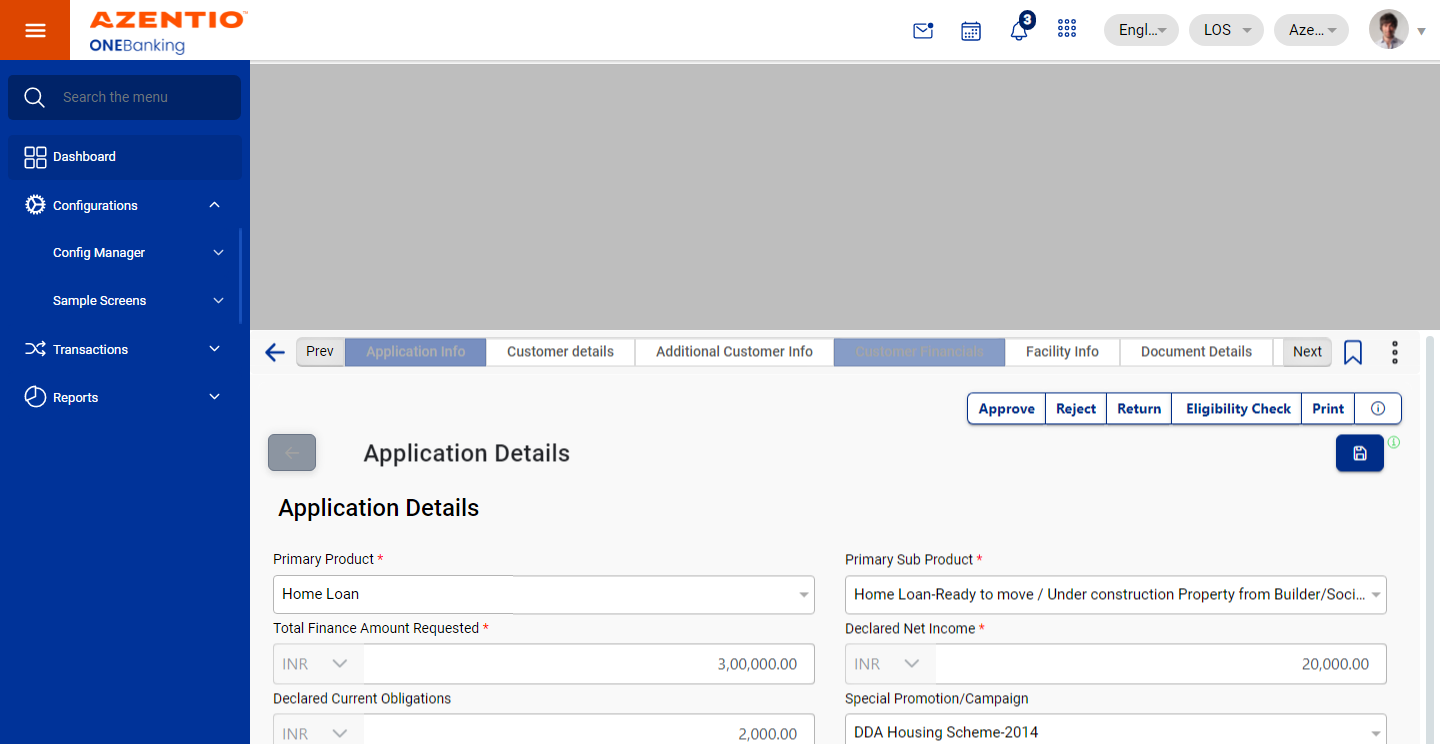 AZENTIO™
ONEBanking
3
Engl...
LOS
Aze...
Search the menu
Dashboard
Configurations
Config Manager
Sample Screens
Transactions
Reports
Prev
Application Info
Customer details
Additional Customer Info
Customer Financials
Facility Info
Document Details
Next
Approve
Reject
Return
Eligibility Check
Print
Application Details
Application Details
Primary Product *
Primary Sub Product *
Home Loan
Home Loan-Ready to move / Under construction Property from Builder/Soci...
Total Finance Amount Requested *
Declared Net Income *
INR
3,00,000.00
INR
20,000.00
Declared Current Obligations
Special Promotion/Campaign
INR
2,000.00
DDA Housing Scheme-2014